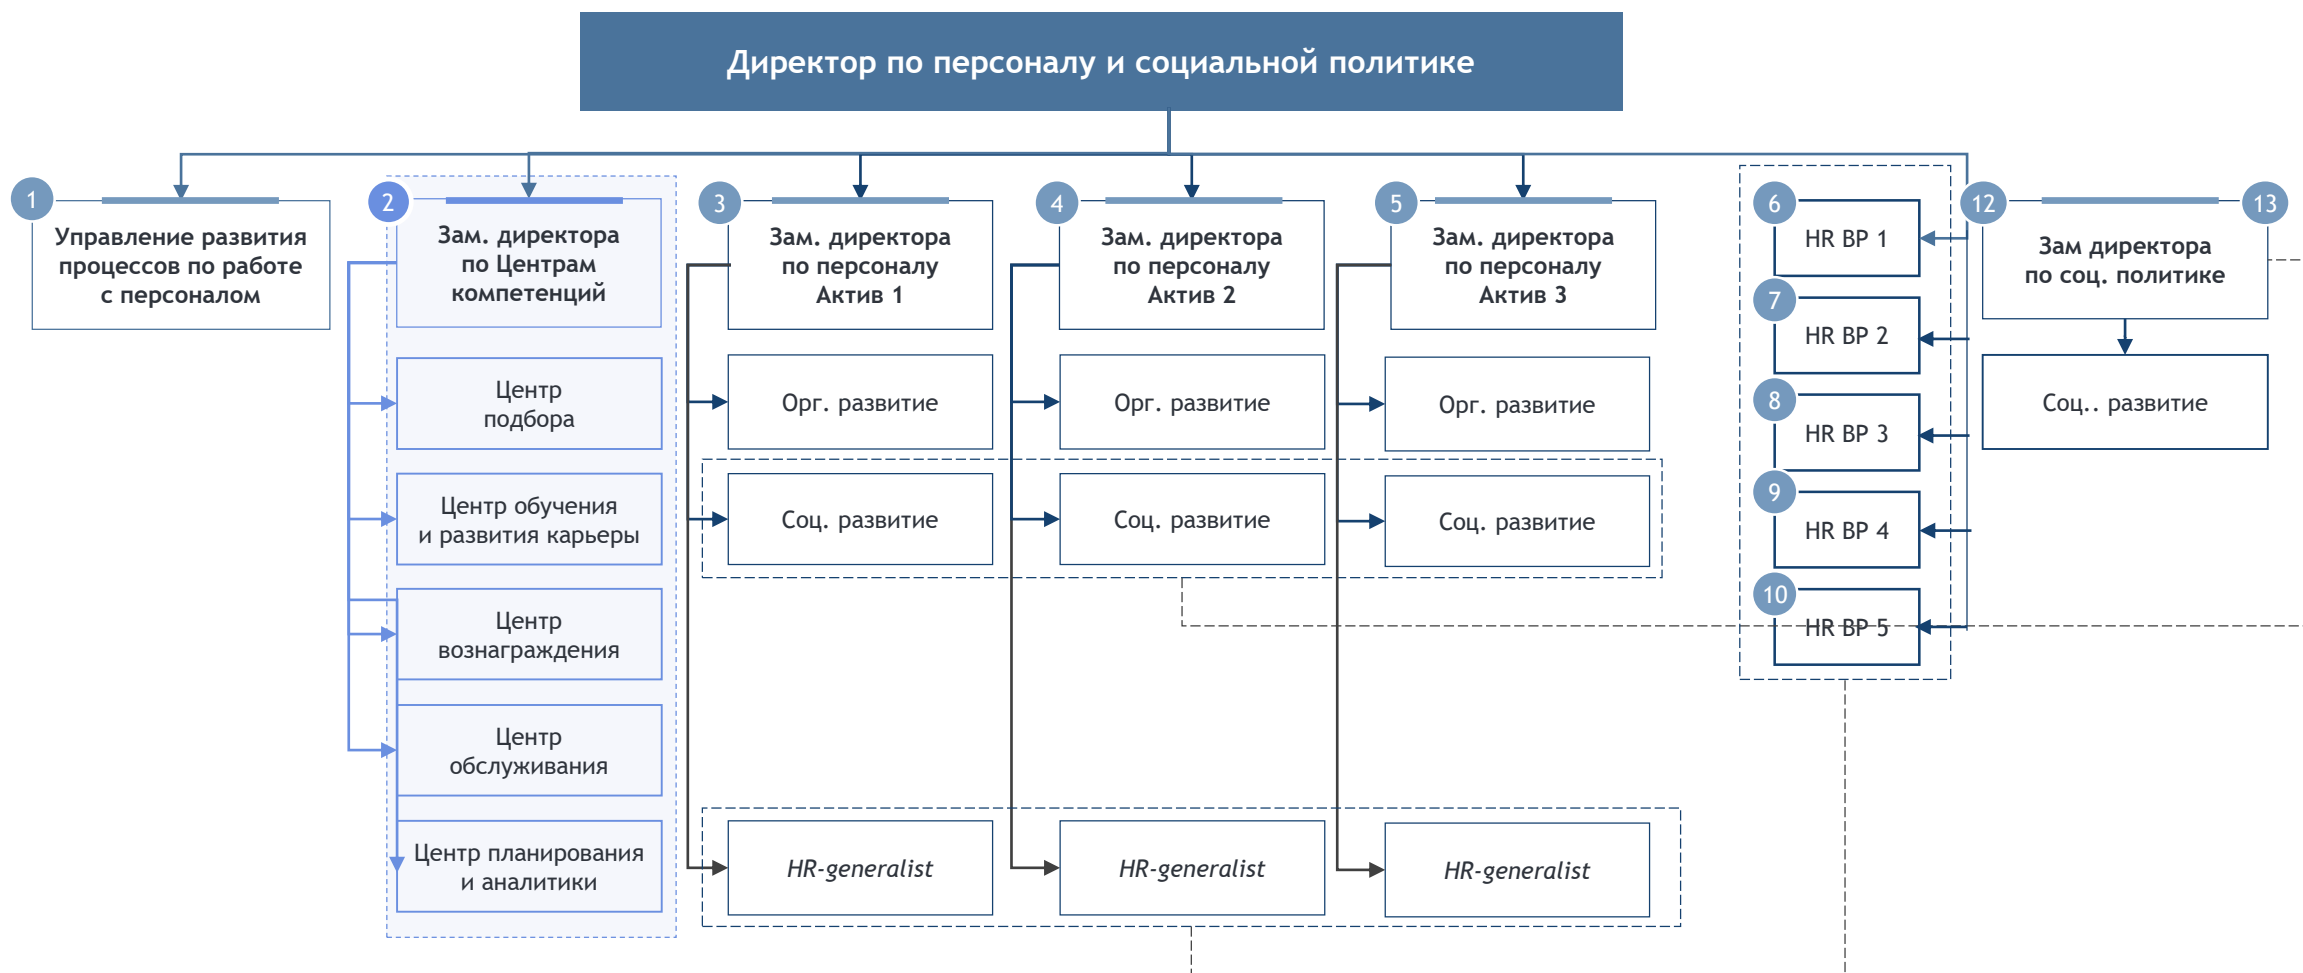 Директор по персоналу и социальной политике
1
Управление развития
процессов по работе
с персоналом
2
Зам. директора
по Центрам
компетенций
Центр
подбора
Центр обучения
и развития карьеры
Центр
вознаграждения
Центр
обслуживания
Центр планирования
и аналитики
3
Зам. директора
по персоналу
Актив 1
Орг. развитие
Соц. развитие
HR-generalist
4
Зам. директора
по персоналу
Актив 2
Орг. развитие
Соц. развитие
HR-generalist
5
Зам. директора
по персоналу
Актив 3
Орг. развитие
Соц. развитие
HR-generalist
6
HR BP 1
7
HR BP 2
8
HR BP 3
9
HR BP 4
10
HR BP 5
12
13
Зам директора
по соц. политике
Соц.. развитие